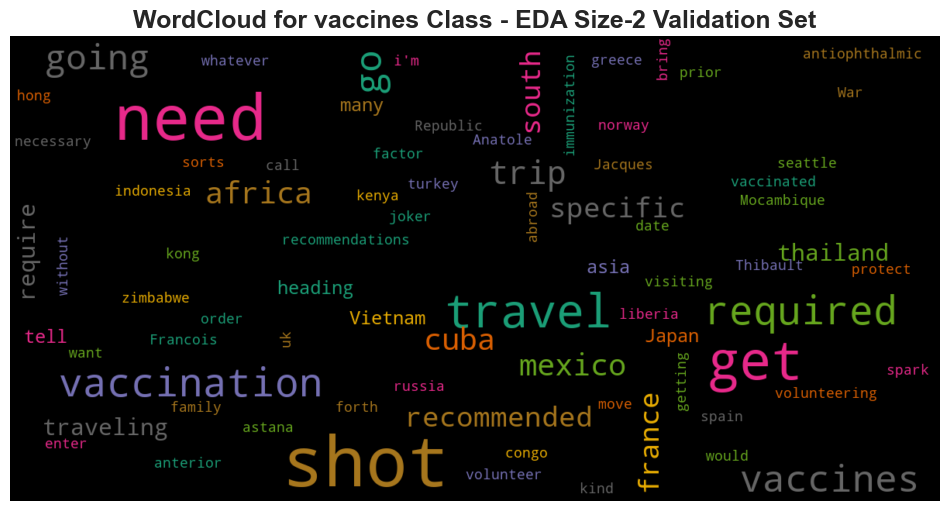 WordCloud for vaccines Class - EDA Size-2 Validation Set
going
whatever
go
i'm
south
immunization
greece
bring
prior
antiophthalmic
hong
need
many
War
necessary
Republic
Anatole
norway
sorts
call
factor
trip
Jacques
seattle
vaccinated
indonesia
africa
kenya
turkey
abroad
specific
Mocambique
require
without
joker
date
recommendations
kong
asia
thailand
Thibault
protect
visiting
zimbabwe
heading
travel
required
order
Vietnam
liberia
tell
Francois
uk
cuba
Japan
want
mexico
get
vaccination
russia
getting
spark
volunteering
family
forth
move
traveling
astana
recommended
france
spain
enter
shot
congo
would
anterior
volunteer
kind
vaccines